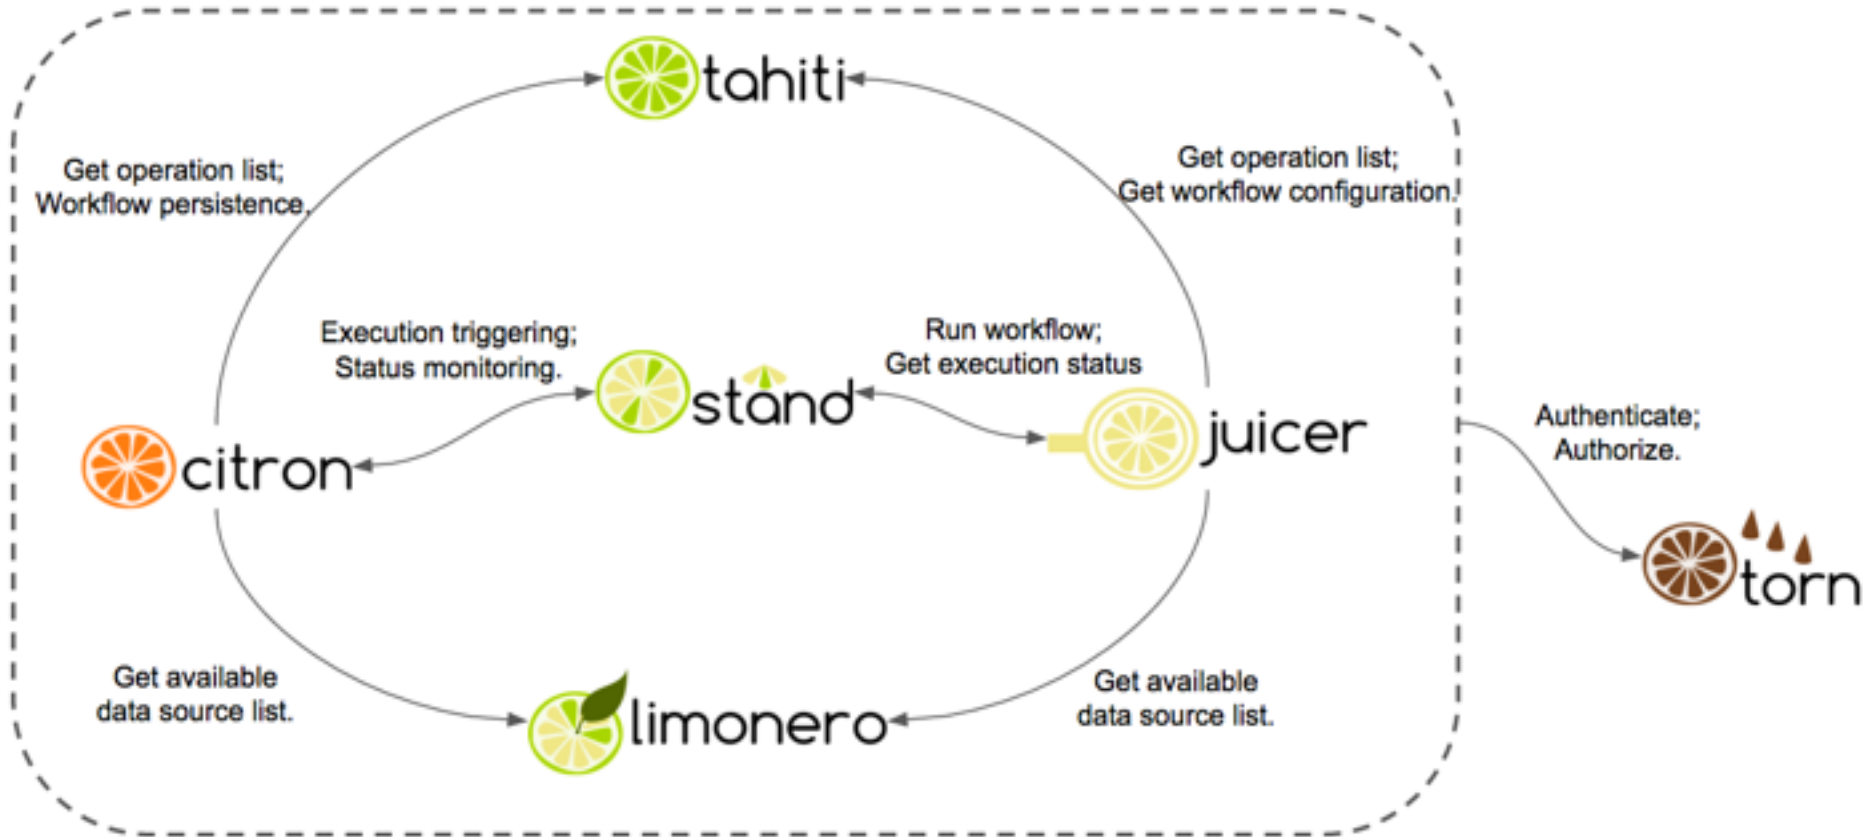 tahiti
Get operation list;
Workflow persistence.
Get operation list;
Get workflow configuration.
Execution triggering;
Status monitoring.
Run workflow;
Get execution status
stand
juicer
citron
Authenticate;
Authorize.
torn
Get available
data source list.
limonero
Get available
data source list.